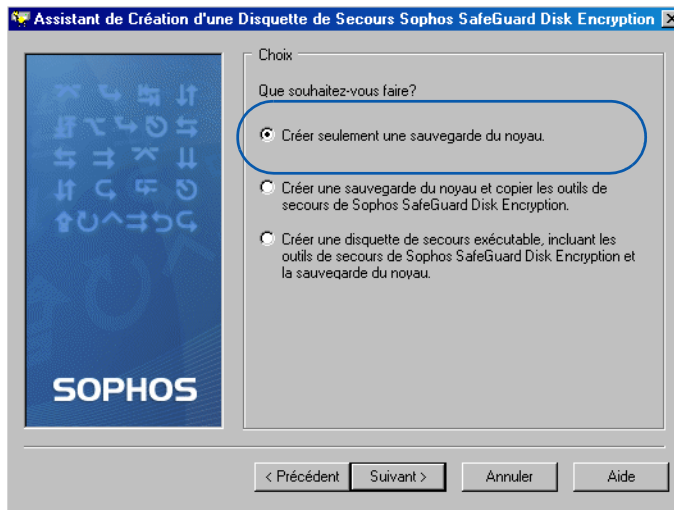 Assistant de Création d'une Disquette de Secours Sophos SafeGuard Disk Encryption
Choix
Que souhaitez-vous faire?
Créer seulement une sauvegarde du noyau.
Créer une sauvegarde du noyau et copier les outils de
secours de Sophos SafeGuard Disk Encryption.
Créer une disquette de secours exécutable, incluant les
outils de secours de Sophos SafeGuard Disk Encryption et
la sauvegarde du noyau.
SOPHOS
< Précédent
Suivant >
Annuler
Aide